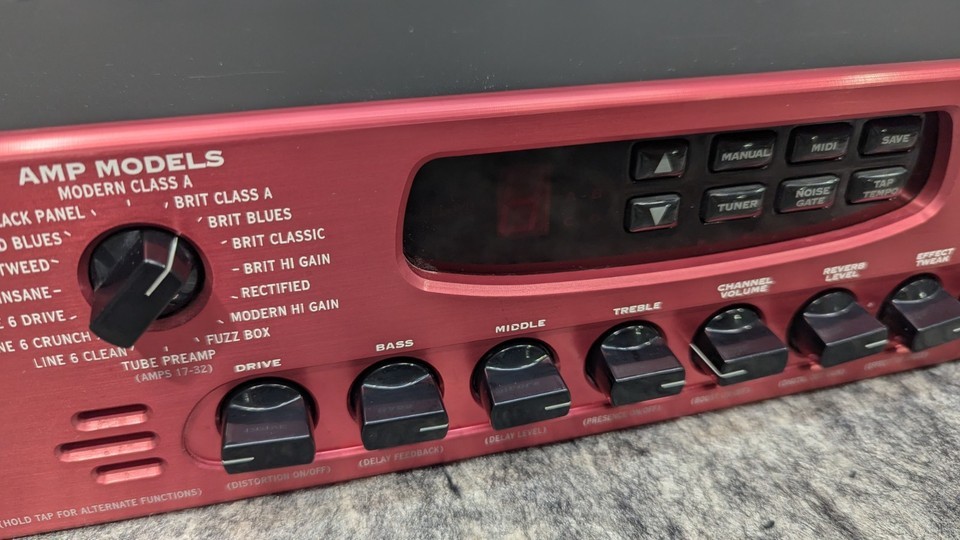 AMP MODELS
MODERN CLASS A
LACK PANEL
BRIT CLASS A
BLUES
BRIT BLUES
TWEED
BRIT CLASSIC
INSANE
BRIT HI GAIN
6 DRIVE
RECTIFIED
6 CRUNCH
MODERN HI GAIN
LINE 6 CLEAN
FUZZ BOX
TUBE PREAMP
(AMPS 17-32)
▲
MANUAL
MIDI
SAVE
▼
TUNER
NOISE
GATE
TAP
TEMPO
DRIVE
BASS
MIDDLE
TREBLE
CHANNEL
VOLUME
REVERB
LEVEL
EFFECT
TWEAK
(DISTORTION ON/OFF)
(DELAY FEEDBACK)
(DELAY LEVEL)
(PRESENCE ON/OFF)
(HOLD TAP FOR ALTERNATE FUNCTIONS)